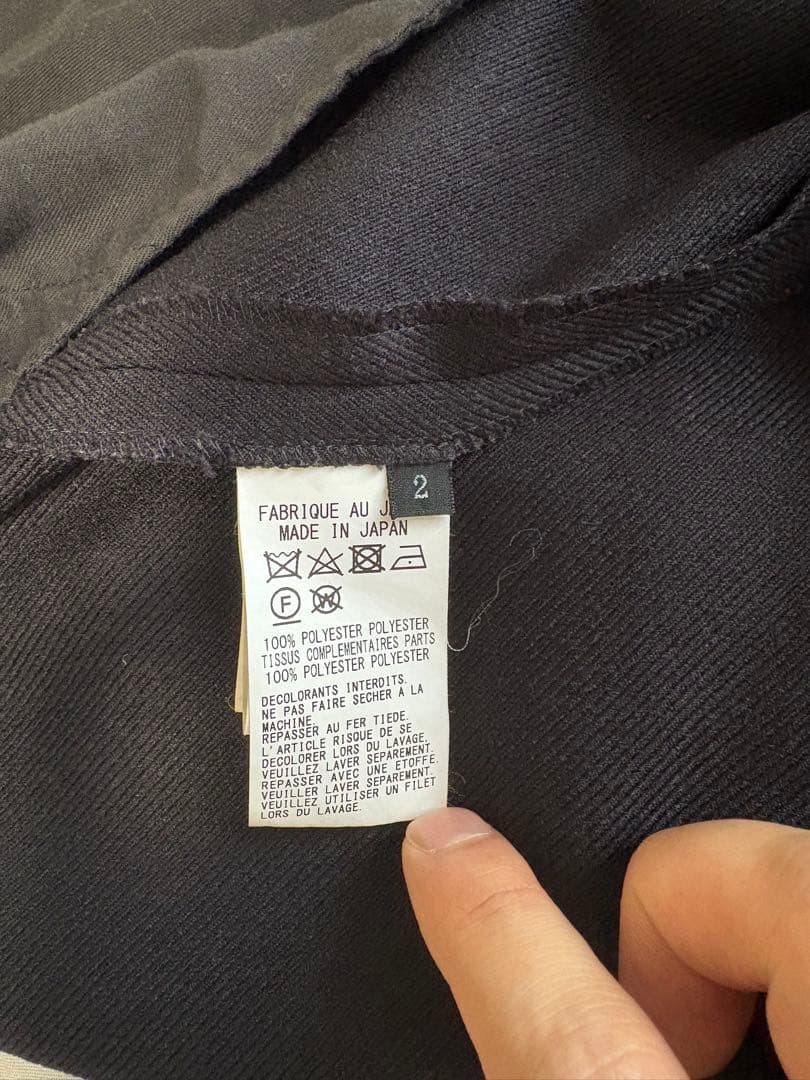 2
FABRIQUE AU
MADE IN JAPAN
F
W
100% POLYESTER POLYESTER
TISSUS COMPLEMENTAIRES PARTS
100% POLYESTER POLYESTER
DECOLORANTS INTERDITS.
NE PAS FAIRE SECHER À LA
MACHINE.
REPASSER AU FER TIEDE.
L'ARTICLE RISQUE DE SE
DECOLORER LORS DU LAVAGE.
VEUILLEZ LAVER SEPAREMENT.
REPASSER AVEC UNE ETOFFE.
VEUILLER LAVER SEPAREMENT.
VEUILLEZ UTILISER UN FILET
LORS DU LAVAGE.